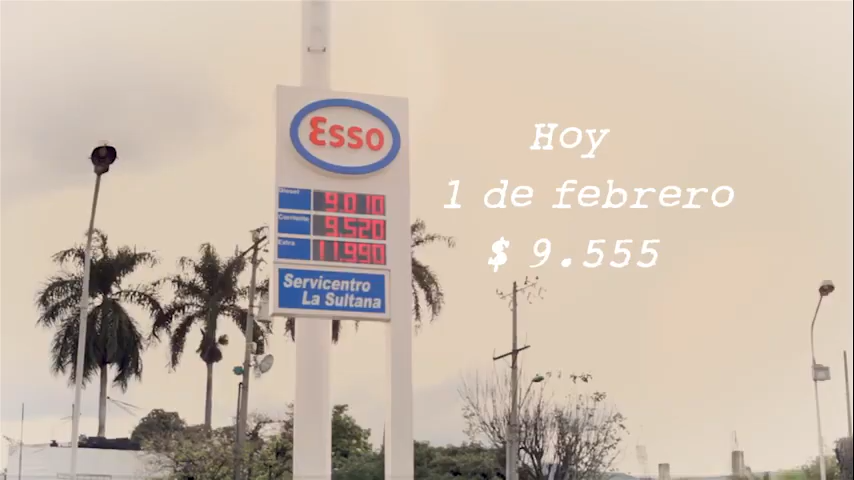 Esso
Diesel 9.010
Corriente 9.520
Extra 11.990
Servicentro
La Sultana
Hoy
1 de febrero
$ 9.555